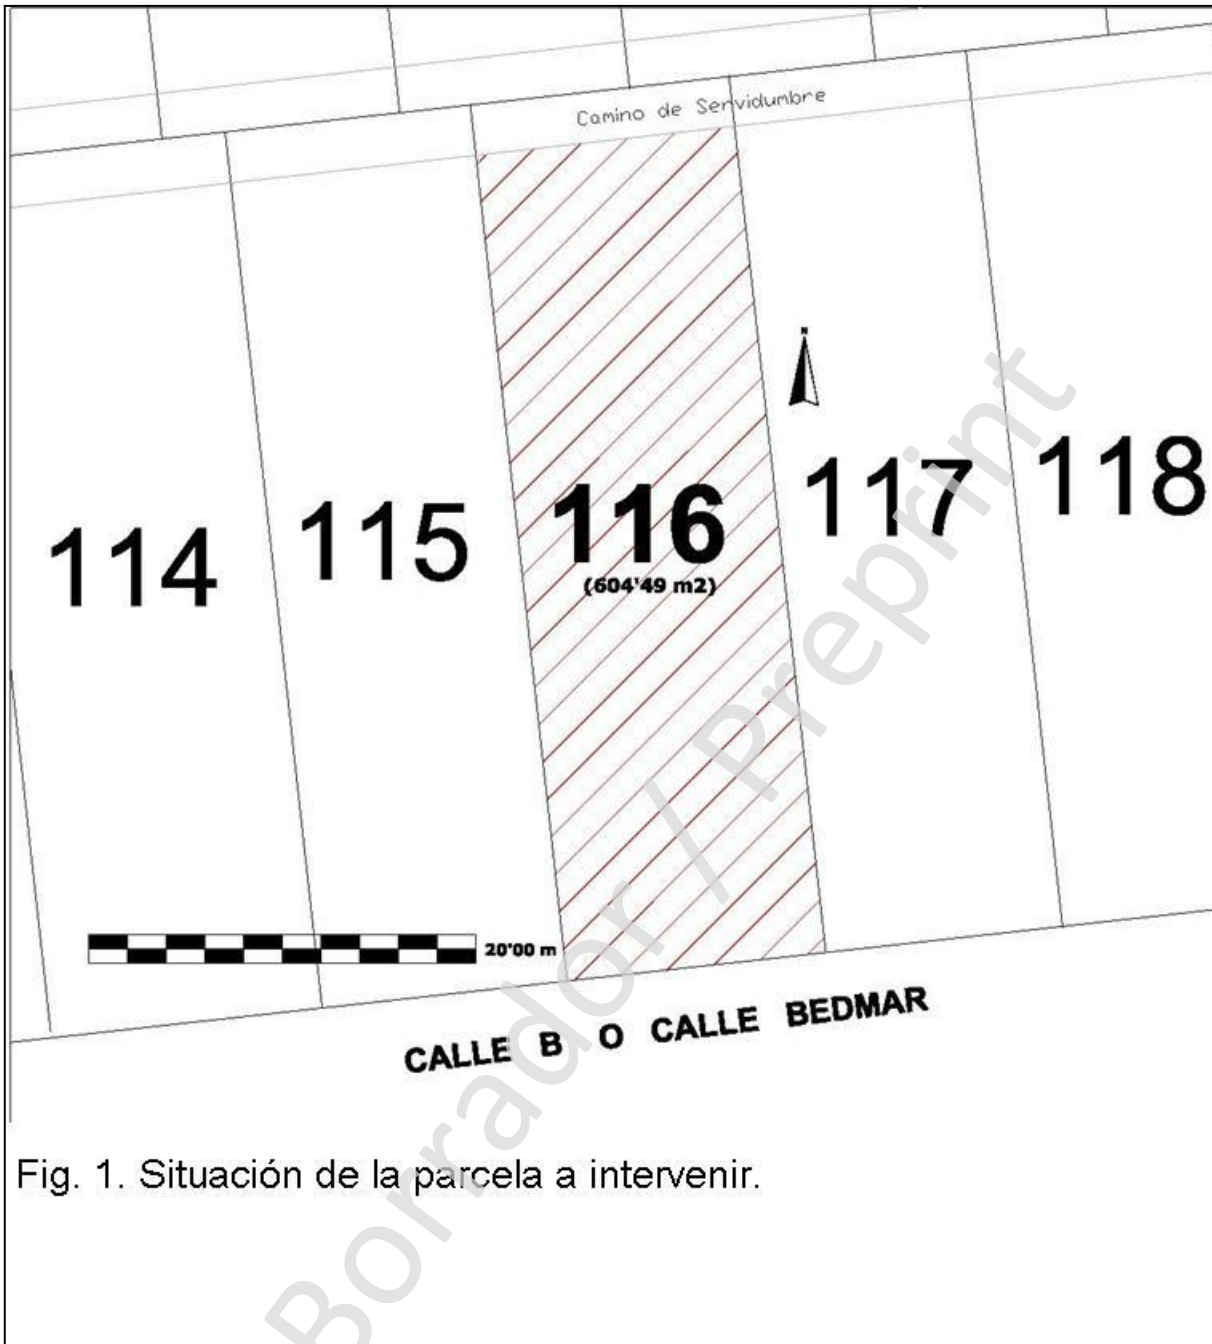 Camino de Servidumbre
114
115
116
(604'49 m2)
117
118
20'00 m
CALLE B O CALLE BEDMAR
Fig. 1. Situación de la parcela a intervenir.
Borrador / Preprint